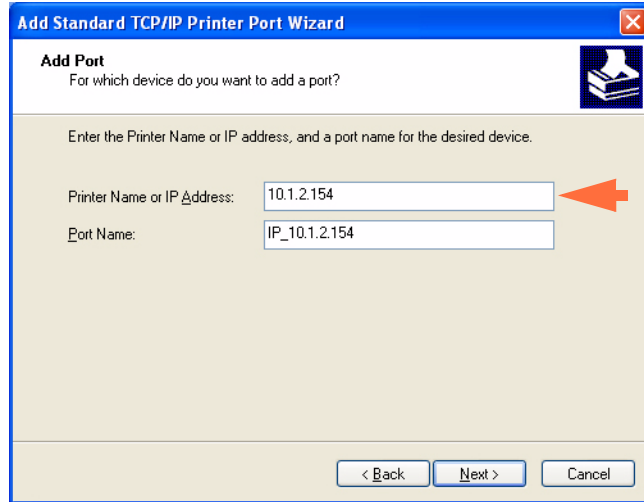 Add Standard TCP/IP Printer Port Wizard
Add Port
For which device do you want to add a port?
Enter the Printer Name or IP address, and a port name for the desired device.
Printer Name or IP Address: 10.1.2.154
Port Name: IP_10.1.2.154
< Back Next > Cancel